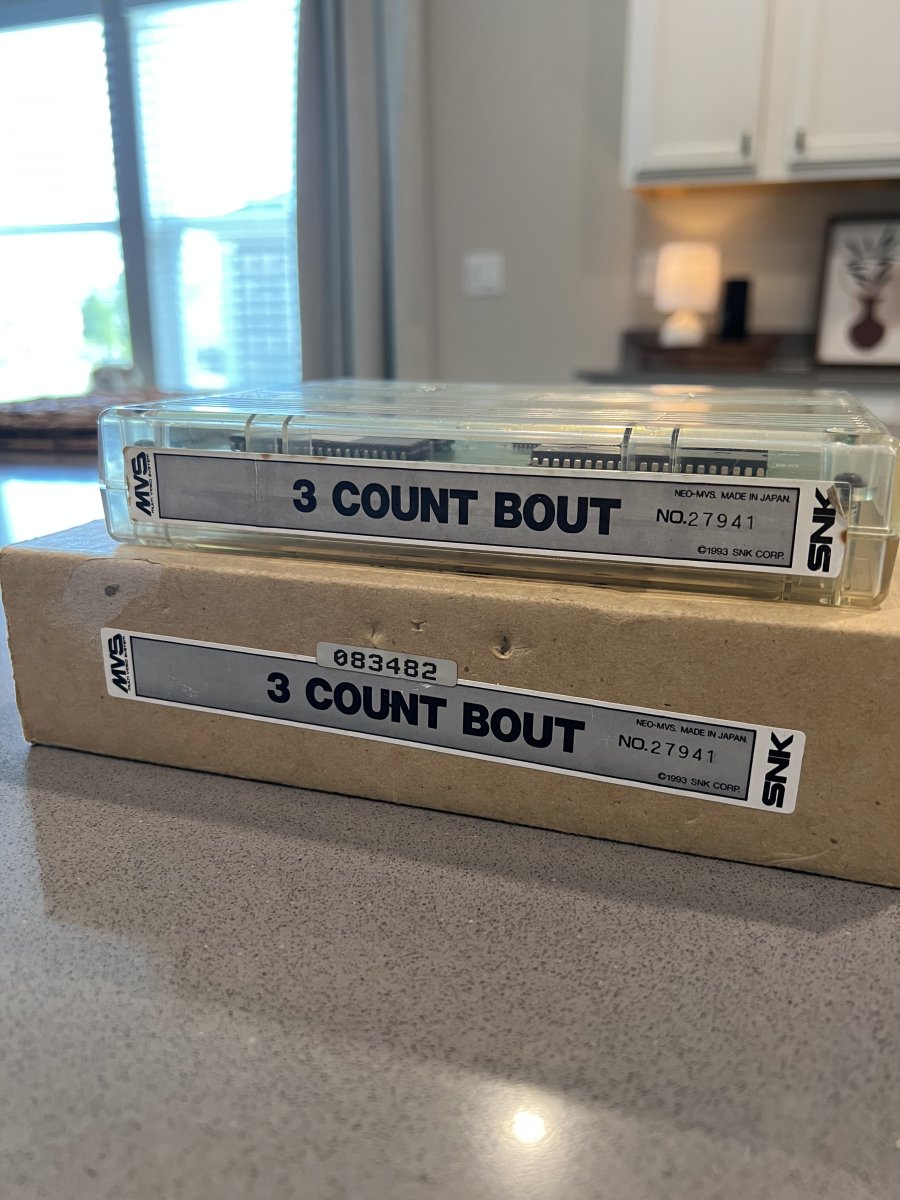 MVS
3 COUNT BOUT
NEO-MVS. MADE IN JAPAN.
NO.27941
©1993 SNK CORP.
SNK
083482
MVS
3 COUNT BOUT
NEO-MVS. MADE IN JAPAN.
NO.27941
©1993 SNK CORP.
SNK